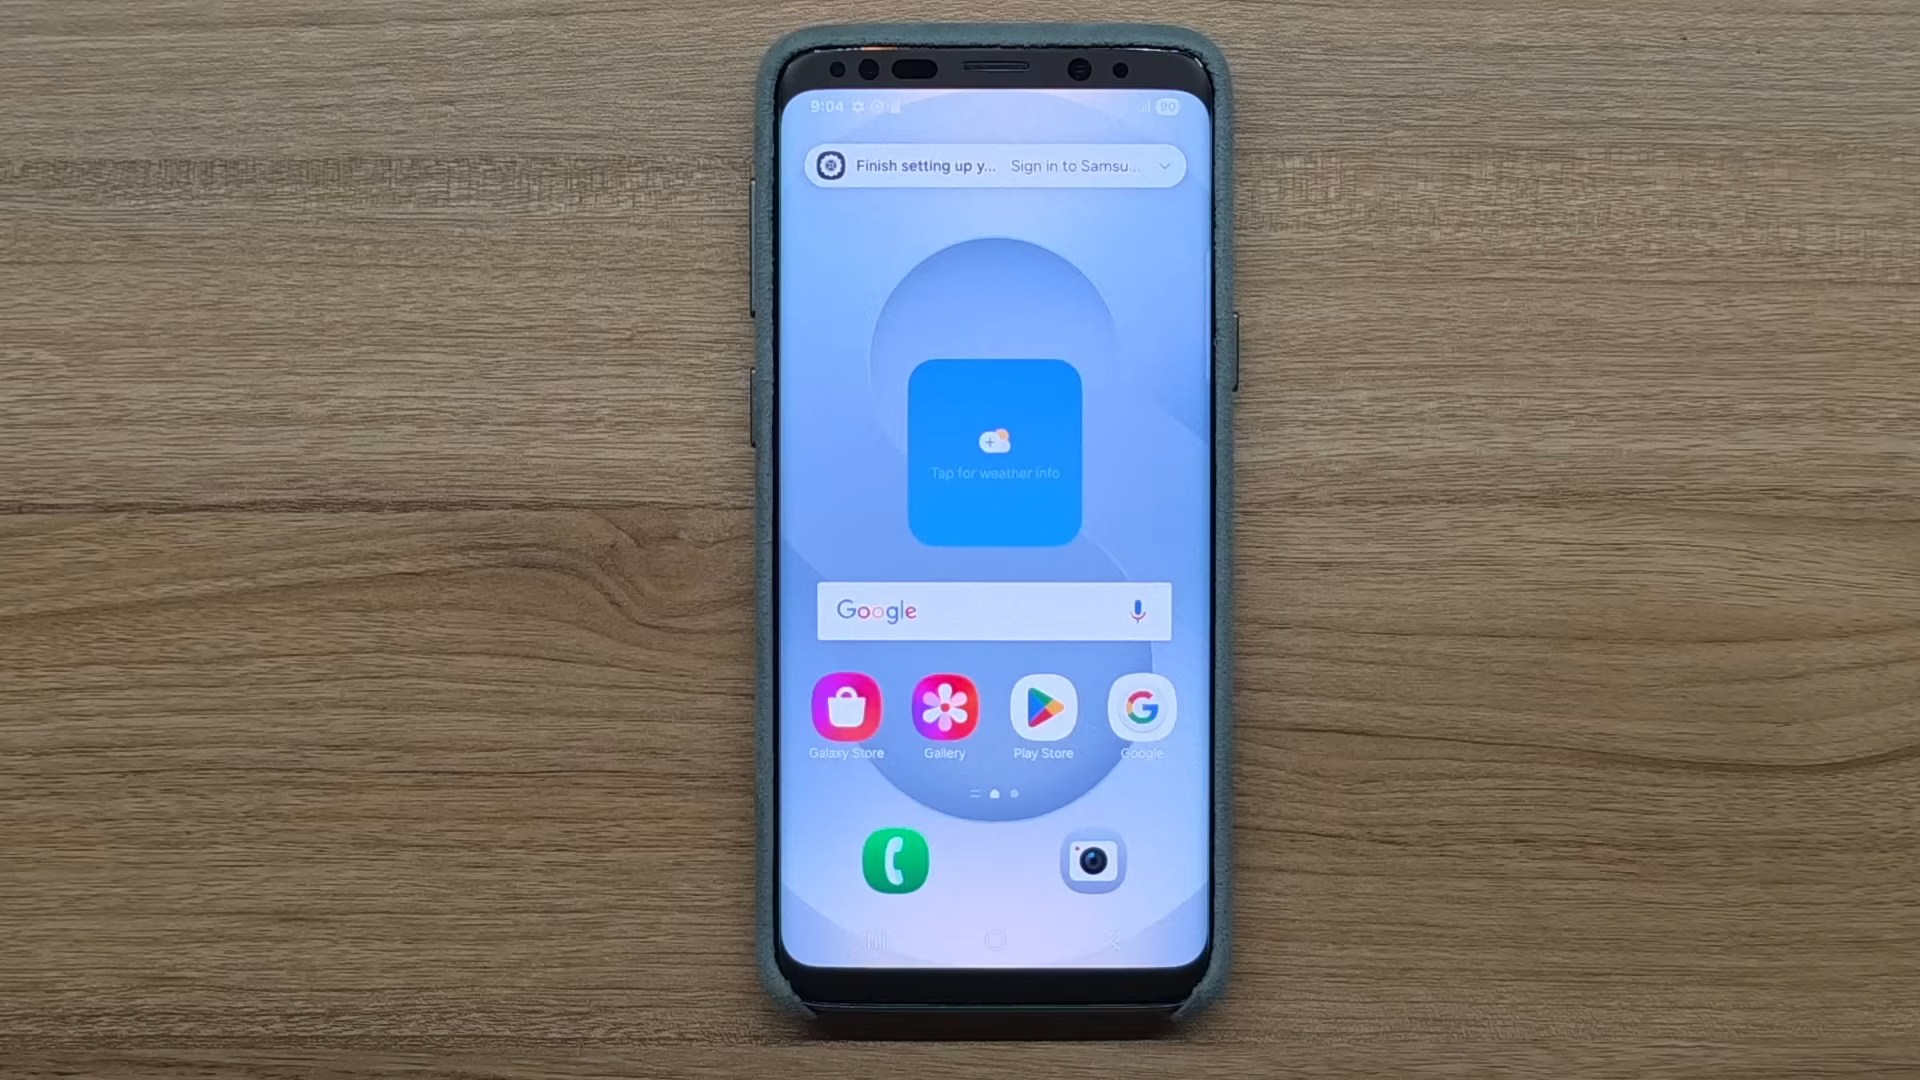 9:04 90
Finish setting up y... Sign in to Samsu...
Tap for weather info
Google
Galaxy Store Gallery Play Store Google